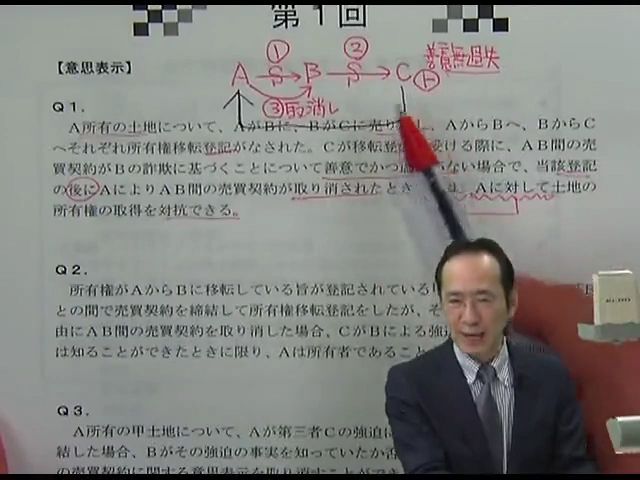 第1回
【意思表示】
① ②
A S B S C 善意無過失
③取消し
Q1.
A所有の土地について、AがBに、BがCに売り、AからBへ、BからC
へそれぞれ所有権移転登記がなされた。Cが移転登 受ける際に、AB間の売
買契約がBの詐欺に基づくことについて善意でかつ ない場合で、当該登記
の後にAによりAB間の売買契約が取り消されたとき Aに対して土地の
所有権の取得を対抗できる。
Q2.
所有権がAからBに移転している旨が登記されている
との間で売買契約を締結して所有権移転登記をしたが、そ
由にAB間の売買契約を取り消した場合、CがBによる強迫
は知ることができたときに限り、Aは所有者であること
Q3.
A所有の甲土地について、Aが第三者Cの強迫に
結した場合、Bがその強迫の事実を知っていたか否
の売買契約に関する意思表示を取り消すことができ